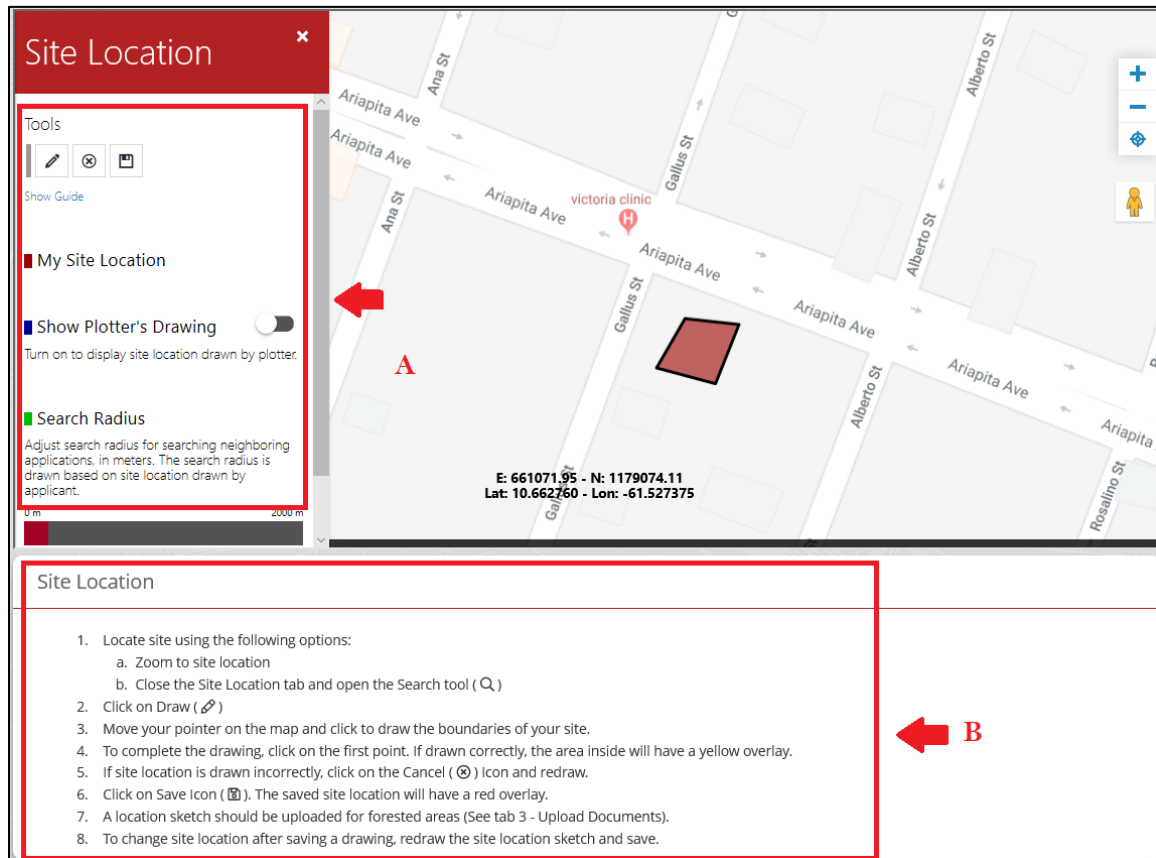 Site Location
×
Tools
Show Guide
My Site Location
Show Plotter's Drawing
Turn on to display site location drawn by plotter.
Search Radius
Adjust search radius for searching neighboring
applications, in meters. The search radius is
drawn based on site location drawn by
applicant.
0 m 2000 m
A
Ana St
Ariapita Ave
Ariapita Ave
Ana St
Ariapita Ave
Gallus St
victoria clinic
H
Ariapita Ave
Gallus St
Alberto St
Alberto St
Ariapita Ave
Alberto St
Ariapita Ave
Ariapita
Rosalino St
Gallus St
E: 661071.95 - N: 1179074.11
Lat: 10.662760 - Lon: -61.527375
+
−
Site Location
1. Locate site using the following options:
a. Zoom to site location
b. Close the Site Location tab and open the Search tool ( )
2. Click on Draw ( )
3. Move your pointer on the map and click to draw the boundaries of your site.
4. To complete the drawing, click on the first point. If drawn correctly, the area inside will have a yellow overlay.
5. If site location is drawn incorrectly, click on the Cancel ( ) Icon and redraw.
6. Click on Save Icon ( ). The saved site location will have a red overlay.
7. A location sketch should be uploaded for forested areas (See tab 3 - Upload Documents).
8. To change site location after saving a drawing, redraw the site location sketch and save.
B